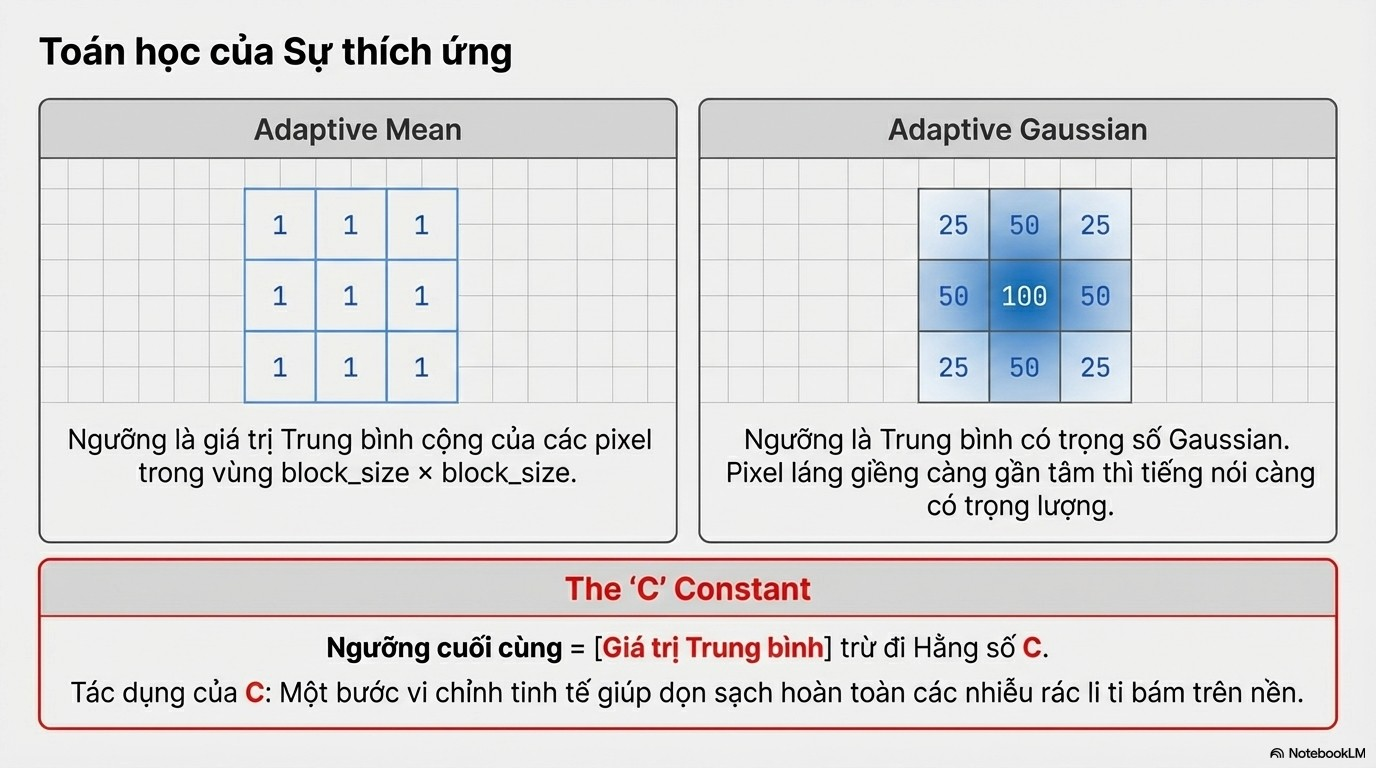 Toán học của Sự thích ứng
Adaptive Mean
1 1 1
1 1 1
1 1 1
Ngưỡng là giá trị Trung bình cộng của các pixel
trong vùng block_size × block_size.
Adaptive Gaussian
25 50 25
50 100 50
25 50 25
Ngưỡng là Trung bình có trọng số Gaussian.
Pixel láng giềng càng gần tâm thì tiếng nói càng
có trọng lượng.
The ‘C’ Constant
Ngưỡng cuối cùng = [Giá trị Trung bình] trừ đi Hằng số C.
Tác dụng của C: Một bước vi chỉnh tinh tế giúp dọn sạch hoàn toàn các nhiễu rác li ti bám trên nền.
NotebookLM